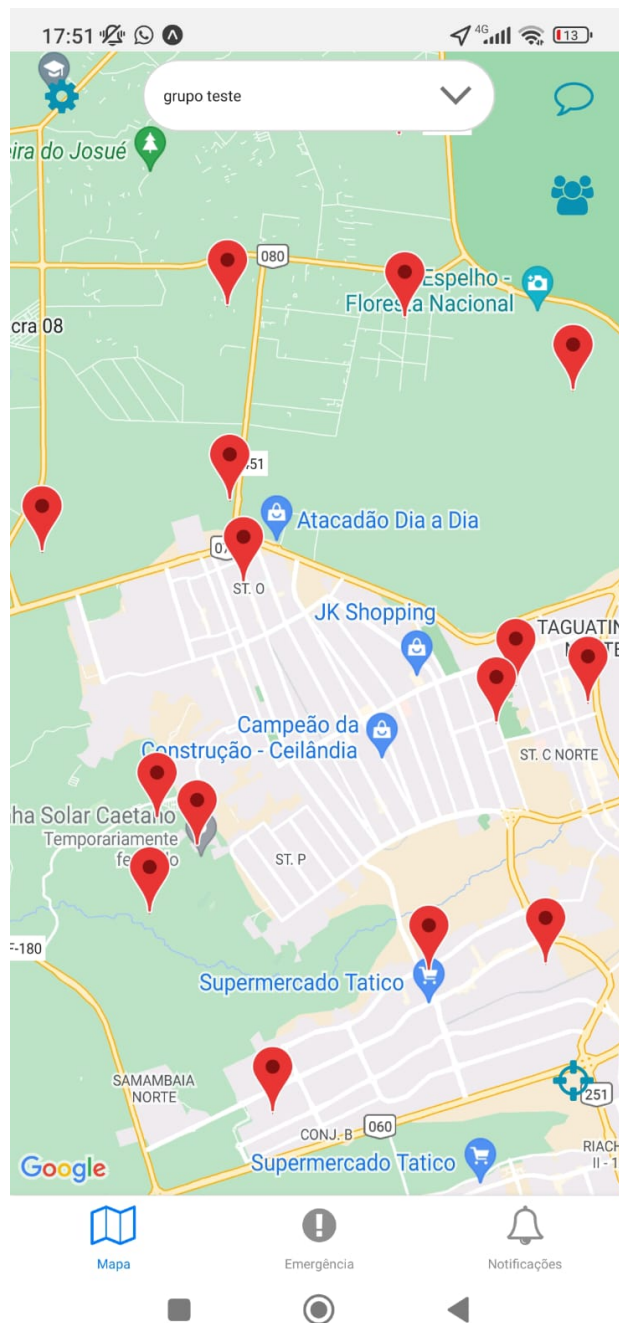 17:51
4G
13
grupo teste
ira do Josué
080
Espelho -
Floresta Nacional
cra 08
51
Atacadão Dia a Dia
07
ST. O
JK Shopping
TAGUATIN
Campeão da
Construção - Ceilândia
ST. C NORTE
ha Solar Caetano
Temporariamente
ST. P
F-180
Supermercado Tatico
SAMAMBAIA
NORTE
251
CONJ. B
060
RIACH
II - 1
Google
Supermercado Tatico
Mapa
Emergência
Notificações